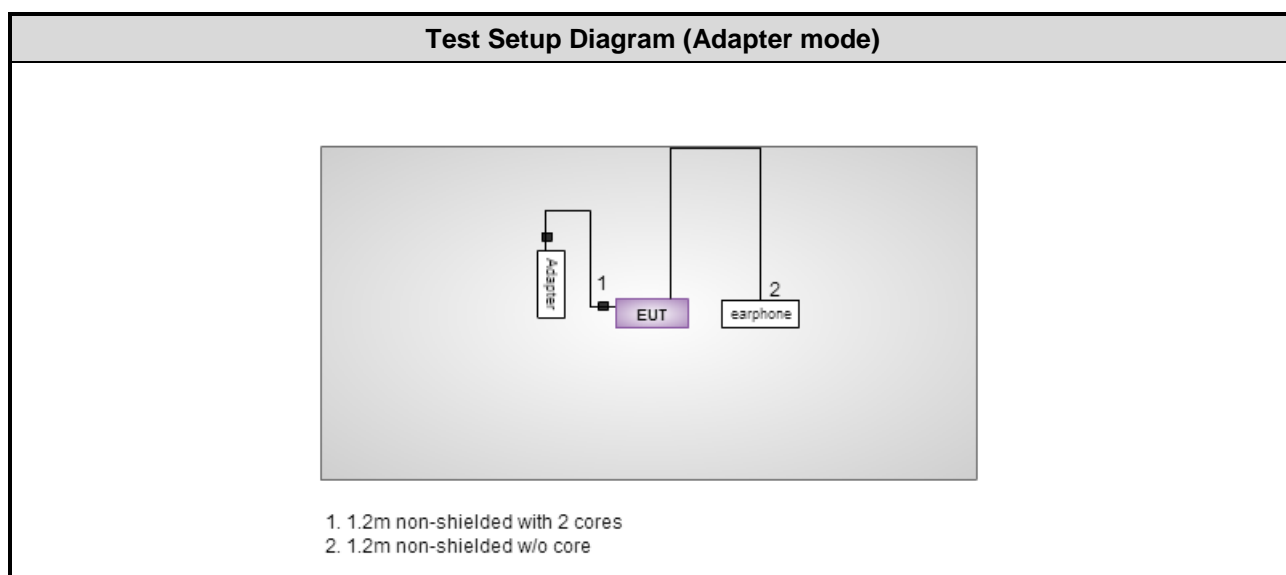 Test Setup Diagram (Adapter mode)
Adapter
1
EUT
2
earphone
1. 1.2m non-shielded with 2 cores
2. 1.2m non-shielded w/o core